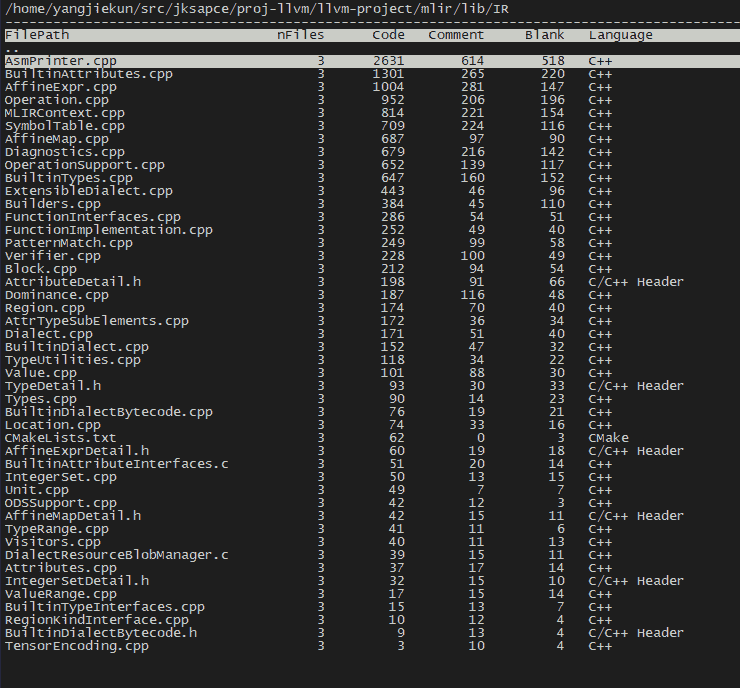 /home/yangjiekun/src/jksapce/proj-llvm/llvm-project/mlir/lib/IR
--------------------------------------------------------------------------------------------
FilePath nFiles Code Comment Blank Language
..
AsmPrinter.cpp 3 2631 614 518 C++
BuiltinAttributes.cpp 3 1301 265 220 C++
AffineExpr.cpp 3 1004 281 147 C++
Operation.cpp 3 952 206 196 C++
MLIRContext.cpp 3 814 221 154 C++
SymbolTable.cpp 3 709 224 116 C++
AffineMap.cpp 3 687 97 90 C++
Diagnostics.cpp 3 679 216 142 C++
OperationSupport.cpp 3 652 139 117 C++
BuiltinTypes.cpp 3 647 160 152 C++
ExtensibleDialect.cpp 3 443 46 96 C++
Builders.cpp 3 384 45 110 C++
FunctionInterfaces.cpp 3 286 54 51 C++
FunctionImplementation.cpp 3 252 49 40 C++
PatternMatch.cpp 3 249 99 58 C++
Verifier.cpp 3 228 100 49 C++
Block.cpp 3 212 94 54 C++
AttributeDetail.h 3 198 91 66 C/C++ Header
Dominance.cpp 3 187 116 48 C++
Region.cpp 3 174 70 40 C++
AttrTypeSubElements.cpp 3 172 36 34 C++
Dialect.cpp 3 171 51 40 C++
BuiltinDialect.cpp 3 152 47 32 C++
TypeUtilities.cpp 3 118 34 22 C++
Value.cpp 3 101 88 30 C++
TypeDetail.h 3 93 30 33 C/C++ Header
Types.cpp 3 90 14 23 C++
BuiltinDialectBytecode.cpp 3 76 19 21 C++
Location.cpp 3 74 33 16 C++
CMakeLists.txt 3 62 0 3 CMake
AffineExprDetail.h 3 60 19 18 C/C++ Header
BuiltinAttributeInterfaces.c 3 51 20 14 C++
IntegerSet.cpp 3 50 13 15 C++
Unit.cpp 3 49 7 7 C++
ODSSupport.cpp 3 42 12 3 C++
AffineMapDetail.h 3 42 15 11 C/C++ Header
TypeRange.cpp 3 41 11 6 C++
Visitors.cpp 3 40 11 13 C++
DialectResourceBlobManager.c 3 39 15 11 C++
Attributes.cpp 3 37 17 14 C++
IntegerSetDetail.h 3 32 15 10 C/C++ Header
ValueRange.cpp 3 17 15 14 C++
BuiltinTypeInterfaces.cpp 3 15 13 7 C++
RegionKindInterface.cpp 3 10 12 4 C++
BuiltinDialectBytecode.h 3 9 13 4 C/C++ Header
TensorEncoding.cpp 3 3 10 4 C++